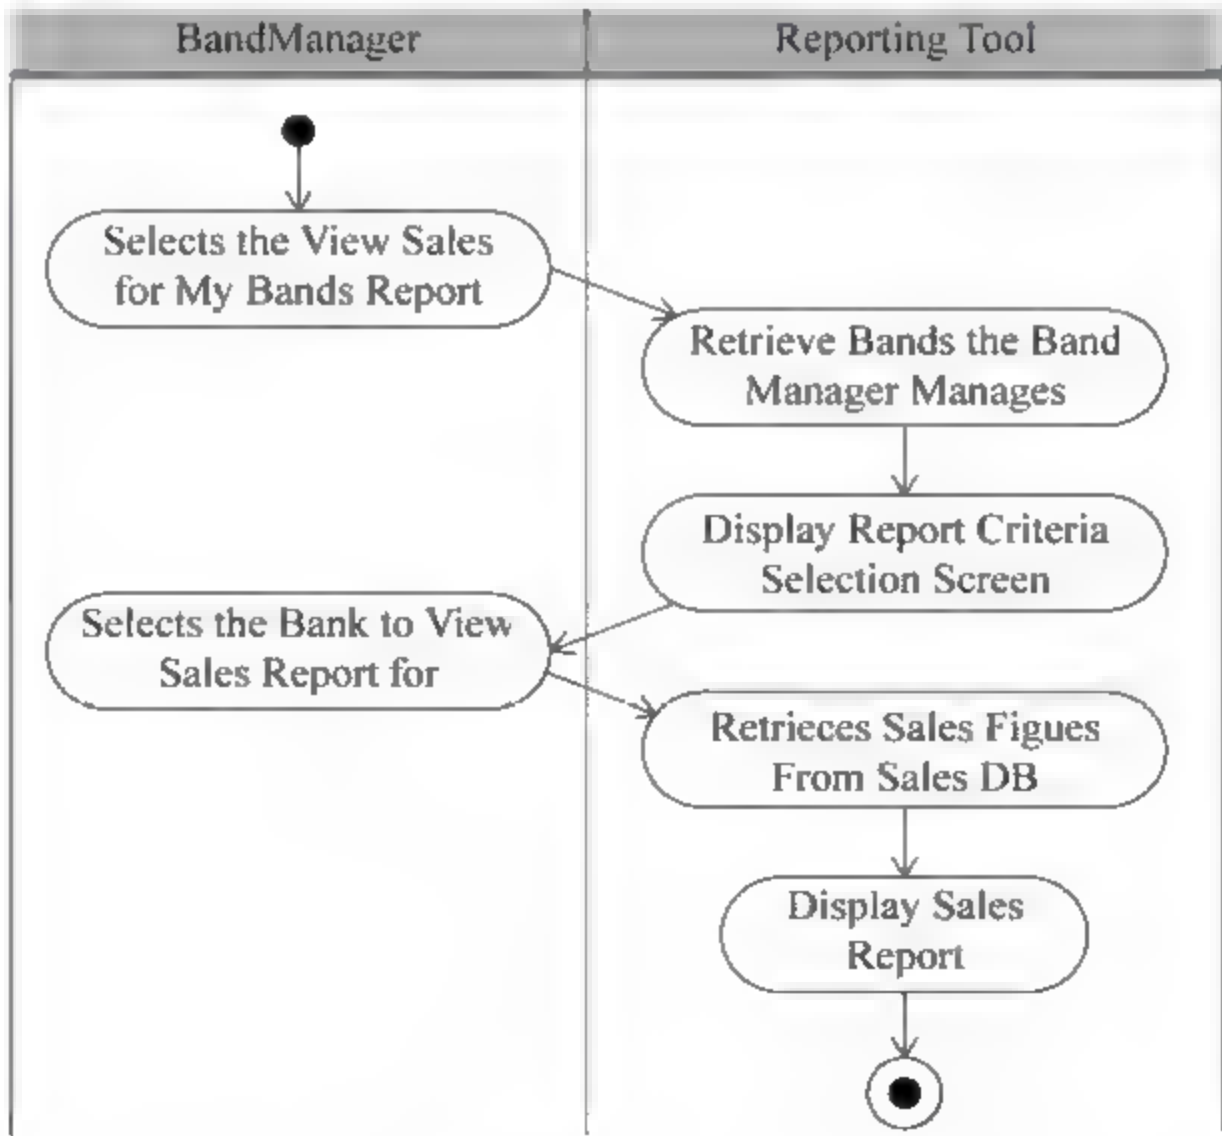 BandManager
Reporting Tool
Selects the View Sales
for My Bands Report
Retrieve Bands the Band
Manager Manages
Display Report Criteria
Selection Screen
Selects the Bank to View
Sales Report for
Retrieces Sales Figues
From Sales DB
Display Sales
Report